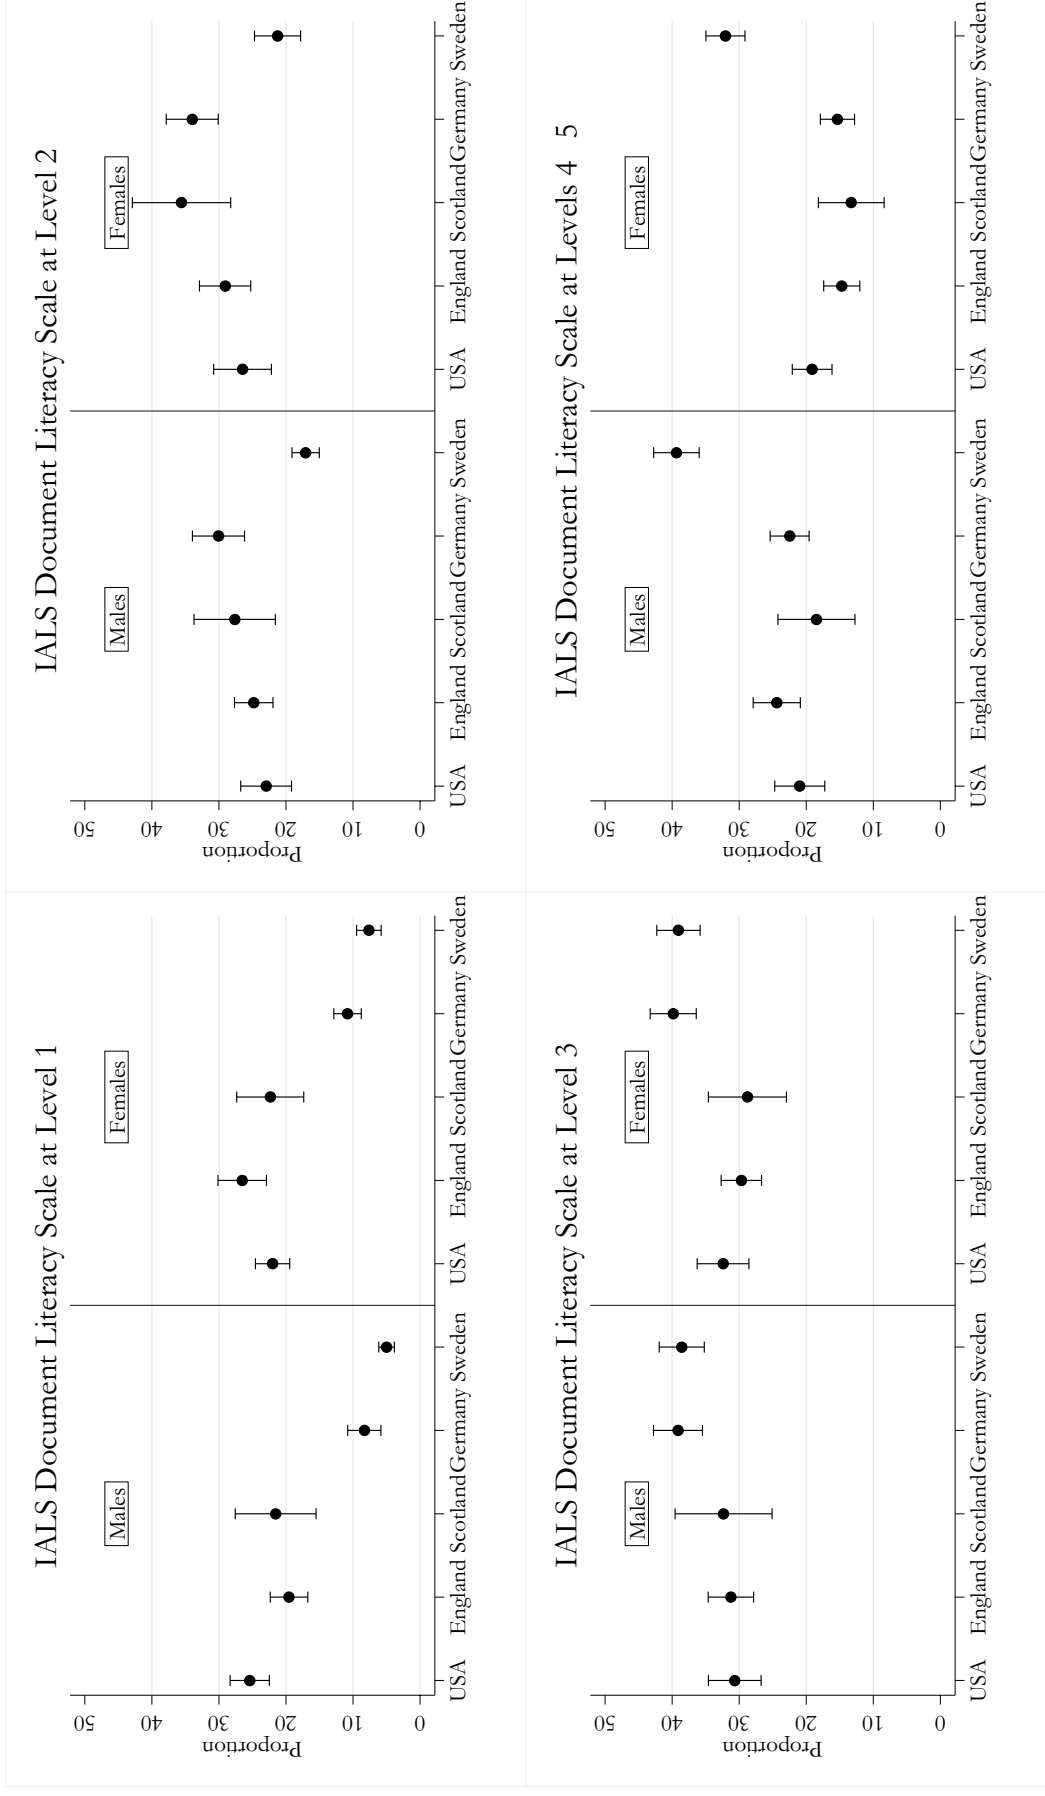 IALS Document Literacy Scale at Level 1
Males
Females
Proportion
50
40
30
20
10
0
USA England Scotland Germany Sweden USA England Scotland Germany Sweden
IALS Document Literacy Scale at Level 2
Males
Females
Proportion
50
40
30
20
10
0
USA England Scotland Germany Sweden USA England Scotland Germany Sweden
IALS Document Literacy Scale at Level 3
Males
Females
Proportion
50
40
30
20
10
0
USA England Scotland Germany Sweden USA England Scotland Germany Sweden
IALS Document Literacy Scale at Levels 4 5
Males
Females
Proportion
50
40
30
20
10
0
USA England Scotland Germany Sweden USA England Scotland Germany Sweden